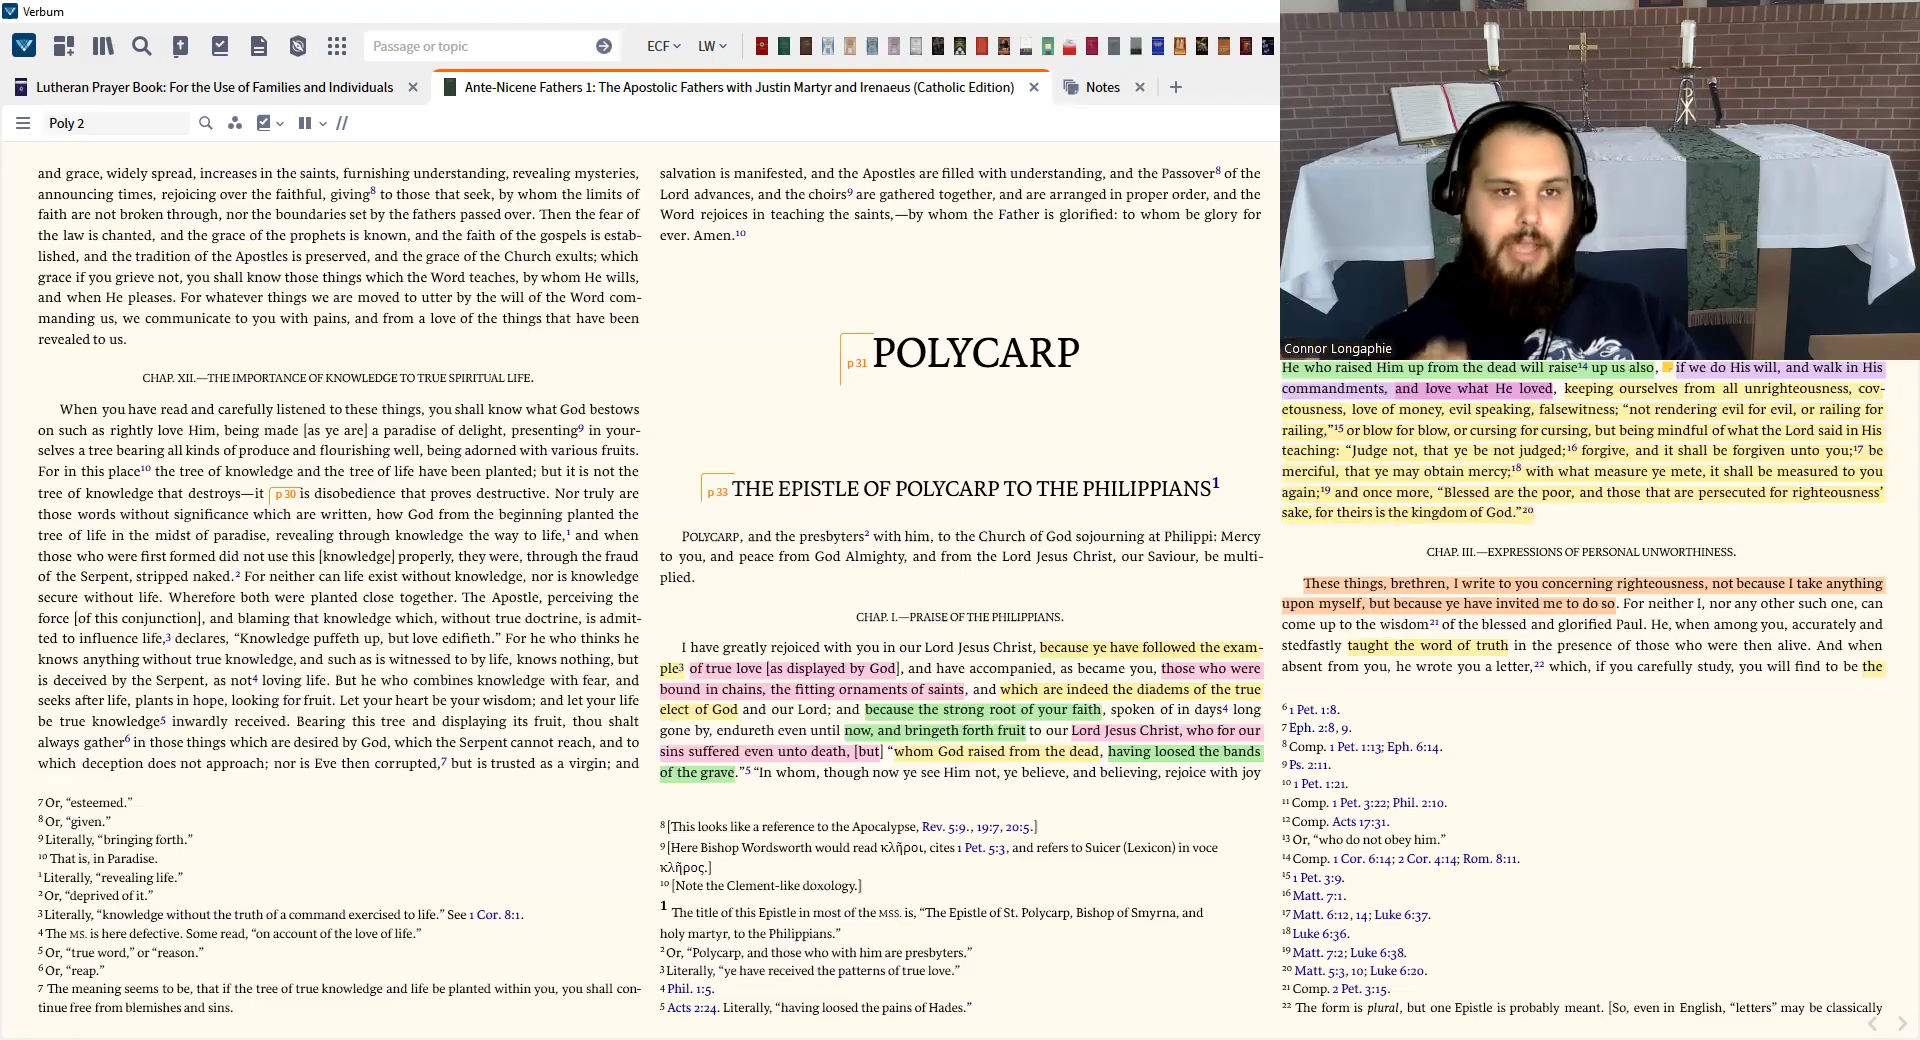 Verbum
Passage or topic
ECF
LW
Lutheran Prayer Book: For the Use of Families and Individuals
Ante-Nicene Fathers 1: The Apostolic Fathers with Justin Martyr and Irenaeus (Catholic Edition)
Notes
Poly 2
and grace, widely spread, increases in the saints, furnishing understanding, revealing mysteries,
announcing times, rejoicing over the faithful, giving8 to those that seek, by whom the limits of
faith are not broken through, nor the boundaries set by the fathers passed over. Then the fear of
the law is chanted, and the grace of the prophets is known, and the faith of the gospels is estab-
lished, and the tradition of the Apostles is preserved, and the grace of the Church exults; which
grace if you grieve not, you shall know those things which the Word teaches, by whom He wills,
and when He pleases. For whatever things we are moved to utter by the will of the Word com-
manding us, we communicate to you with pains, and from a love of the things that have been
revealed to us.
CHAP. XII.—THE IMPORTANCE OF KNOWLEDGE TO TRUE SPIRITUAL LIFE.
When you have read and carefully listened to these things, you shall know what God bestows
on such as rightly love Him, being made [as ye are] a paradise of delight, presenting9 in your-
selves a tree bearing all kinds of produce and flourishing well, being adorned with various fruits.
For in this place10 the tree of knowledge and the tree of life have been planted; but it is not the
tree of knowledge that destroys—it p 30 is disobedience that proves destructive. Nor truly are
those words without significance which are written, how God from the beginning planted the
tree of life in the midst of paradise, revealing through knowledge the way to life,1 and when
those who were first formed did not use this [knowledge] properly, they were, through the fraud
of the Serpent, stripped naked.2 For neither can life exist without knowledge, nor is knowledge
secure without life. Wherefore both were planted close together. The Apostle, perceiving the
force [of this conjunction], and blaming that knowledge which, without true doctrine, is admit-
ted to influence life,3 declares, “Knowledge puffeth up, but love edifieth.” For he who thinks he
knows anything without true knowledge, and such as is witnessed to by life, knows nothing, but
is deceived by the Serpent, as not4 loving life. But he who combines knowledge with fear, and
seeks after life, plants in hope, looking for fruit. Let your heart be your wisdom; and let your life
be true knowledge5 inwardly received. Bearing this tree and displaying its fruit, thou shalt
always gather6 in those things which are desired by God, which the Serpent cannot reach, and to
which deception does not approach; nor is Eve then corrupted,7 but is trusted as a virgin; and
7 Or, “esteemed.”
8 Or, “given.”
9 Literally, “bringing forth.”
10 That is, in Paradise.
1 Literally, “revealing life.”
2 Or, “deprived of it.”
3 Literally, “knowledge without the truth of a command exercised to life.” See 1 Cor. 8:1.
4 The MS. is here defective. Some read, “on account of the love of life.”
5 Or, “true word,” or “reason.”
6 Or, “reap.”
7 The meaning seems to be, that if the tree of true knowledge and life be planted within you, you shall con-
tinue free from blemishes and sins.
salvation is manifested, and the Apostles are filled with understanding, and the Passover8 of the
Lord advances, and the choirs9 are gathered together, and are arranged in proper order, and the
Word rejoices in teaching the saints,—by whom the Father is glorified: to whom be glory for
ever. Amen.10
p 31 POLYCARP
p 33 THE EPISTLE OF POLYCARP TO THE PHILIPPIANS1
POLYCARP, and the presbyters2 with him, to the Church of God sojourning at Philippi: Mercy
to you, and peace from God Almighty, and from the Lord Jesus Christ, our Saviour, be multi-
plied.
CHAP. I.—PRAISE OF THE PHILIPPIANS.
I have greatly rejoiced with you in our Lord Jesus Christ, because ye have followed the exam-
ple3 of true love [as displayed by God], and have accompanied, as became you, those who were
bound in chains, the fitting ornaments of saints, and which are indeed the diadems of the true
elect of God and our Lord; and because the strong root of your faith, spoken of in days4 long
gone by, endureth even until now, and bringeth forth fruit to our Lord Jesus Christ, who for our
sins suffered even unto death, [but] “whom God raised from the dead, having loosed the bands
of the grave.”5 “In whom, though now ye see Him not, ye believe, and believing, rejoice with joy
8 [This looks like a reference to the Apocalypse, Rev. 5:9., 19:7, 20:5.]
9 [Here Bishop Wordsworth would read κλῆροι, cites 1 Pet. 5:3, and refers to Suicer (Lexicon) in voce
κλῆρος.]
10 [Note the Clement-like doxology.]
1 The title of this Epistle in most of the MSS. is, “The Epistle of St. Polycarp, Bishop of Smyrna, and
holy martyr, to the Philippians.”
2 Or, “Polycarp, and those who with him are presbyters.”
3 Literally, “ye have received the patterns of true love.”
4 Phil. 1:5.
5 Acts 2:24. Literally, “having loosed the pains of Hades.”
Connor Longaphie
He who raised Him up from the dead will raise14 up us also, if we do His will, and walk in His
commandments, and love what He loved, keeping ourselves from all unrighteousness, cov-
etousness, love of money, evil speaking, falsewitness; “not rendering evil for evil, or railing for
railing,”15 or blow for blow, or cursing for cursing, but being mindful of what the Lord said in His
teaching: “Judge not, that ye be not judged;16 forgive, and it shall be forgiven unto you;17 be
merciful, that ye may obtain mercy;18 with what measure ye mete, it shall be measured to you
again;19 and once more, “Blessed are the poor, and those that are persecuted for righteousness’
sake, for theirs is the kingdom of God.”20
CHAP. III.—EXPRESSIONS OF PERSONAL UNWORTHINESS.
These things, brethren, I write to you concerning righteousness, not because I take anything
upon myself, but because ye have invited me to do so. For neither I, nor any other such one, can
come up to the wisdom21 of the blessed and glorified Paul. He, when among you, accurately and
stedfastly taught the word of truth in the presence of those who were then alive. And when
absent from you, he wrote you a letter,22 which, if you carefully study, you will find to be the
6 1 Pet. 1:8.
7 Eph. 2:8, 9.
8 Comp. 1 Pet. 1:13; Eph. 6:14.
9 Ps. 2:11.
10 1 Pet. 1:21.
11 Comp. 1 Pet. 3:22; Phil. 2:10.
12 Comp. Acts 17:31.
13 Or, “who do not obey him.”
14 Comp. 1 Cor. 6:14; 2 Cor. 4:14; Rom. 8:11.
15 1 Pet. 3:9.
16 Matt. 7:1.
17 Matt. 6:12, 14; Luke 6:37.
18 Luke 6:36.
19 Matt. 7:2; Luke 6:38.
20 Matt. 5:3, 10; Luke 6:20.
21 Comp. 2 Pet. 3:15.
22 The form is plural, but one Epistle is probably meant. [So, even in English, “letters” may be classically